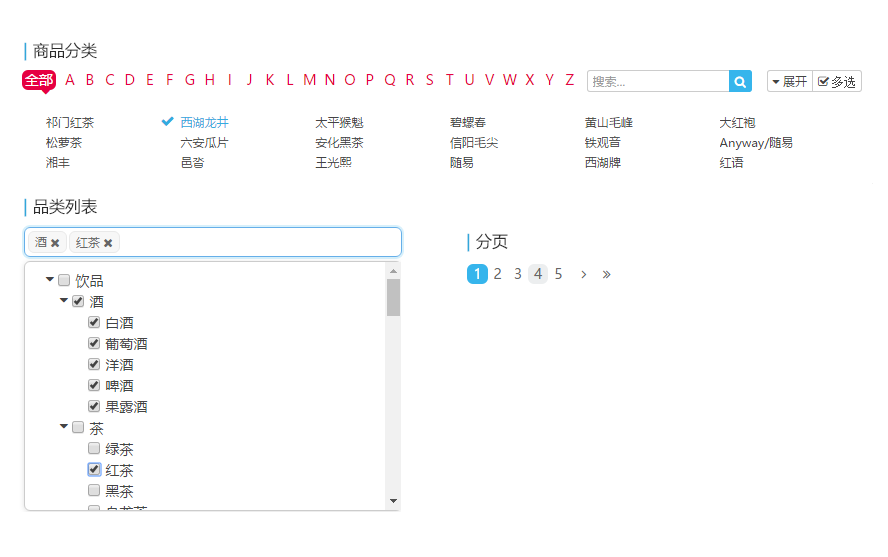 商品分类
全部 A B C D E F G H I J K L M N O P Q R S T U V W X Y Z 搜索... 展开 多选
祁门红茶 西湖龙井 太平猴魁 碧螺春 黄山毛峰 大红袍
松萝茶 六安瓜片 安化黑茶 信阳毛尖 铁观音 Anyway/随易
湘丰 邑沓 王光熙 随易 西湖牌 红语
品类列表
酒 红茶
饮品
酒
白酒
葡萄酒
洋酒
啤酒
果露酒
茶
绿茶
红茶
黑茶
分页
1 2 3 4 5 › »